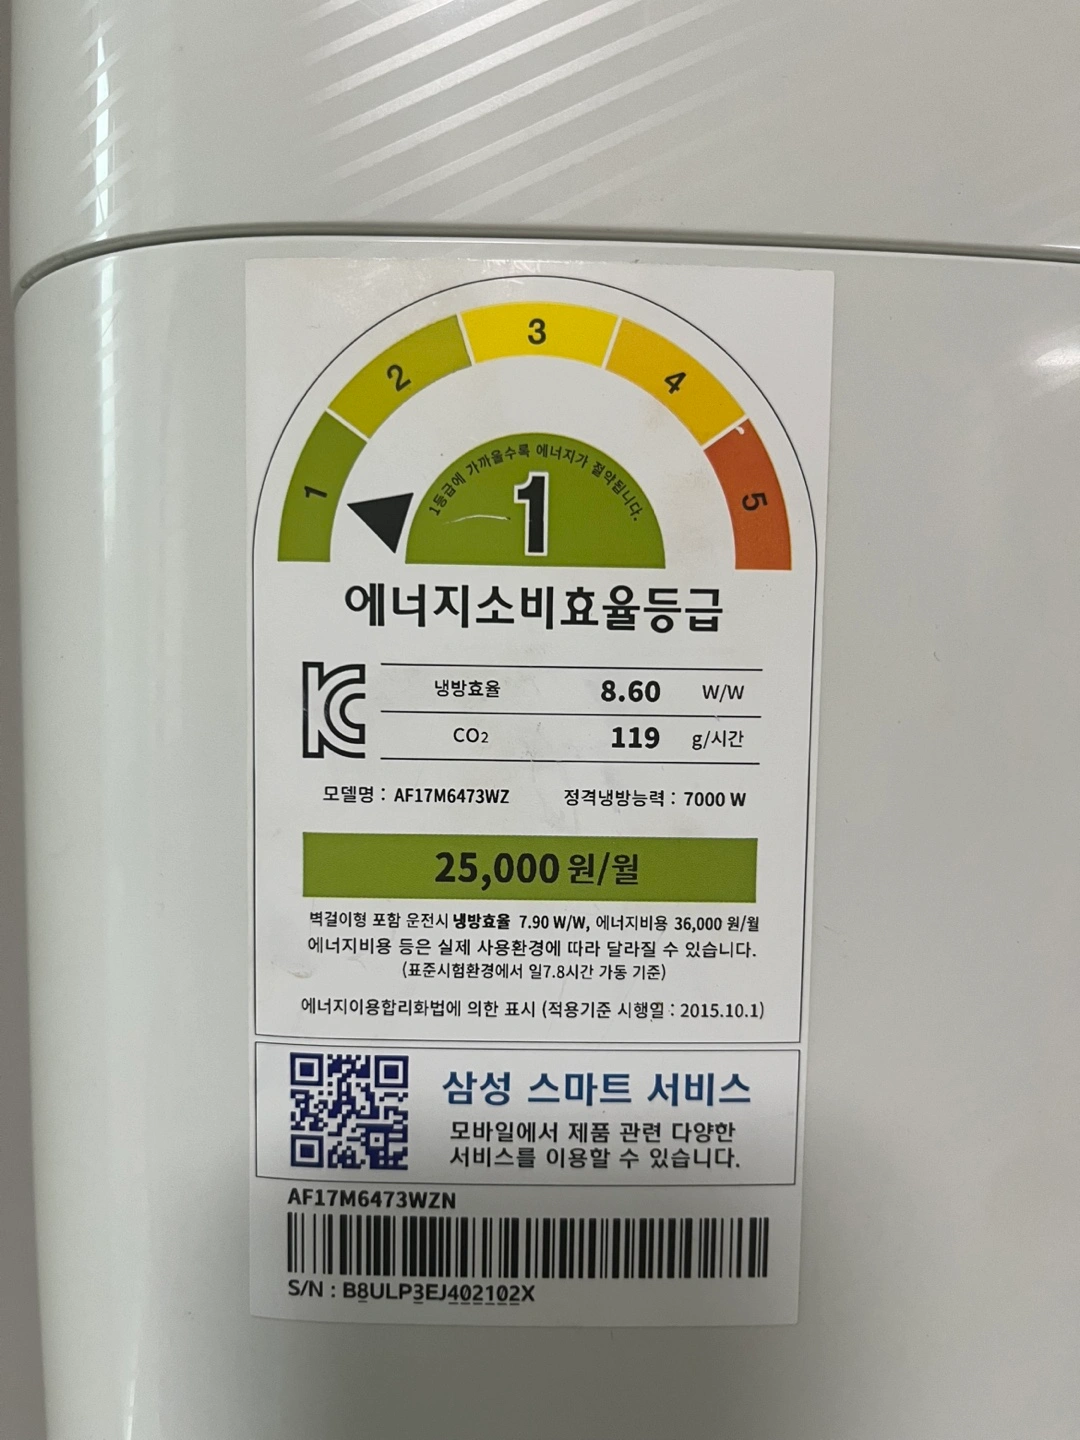 1 2 3 4 5
1등급에 가까울수록 에너지가 절약됩니다.
1
에너지소비효율등급
냉방효율 8.60 W/W
CO₂ 119 g/시간
모델명 : AF17M6473WZ 정격냉방능력 : 7000 W
25,000 원/월
벽걸이형 포함 운전시 냉방효율 7.90 W/W, 에너지비용 36,000 원/월
에너지비용 등은 실제 사용환경에 따라 달라질 수 있습니다.
(표준시험환경에서 일7.8시간 가동 기준)
에너지이용합리화법에 의한 표시 (적용기준 시행일 : 2015.10.1)
삼성 스마트 서비스
모바일에서 제품 관련 다양한
서비스를 이용할 수 있습니다.
AF17M6473WZN
S/N : B8ULP3EJ402102X